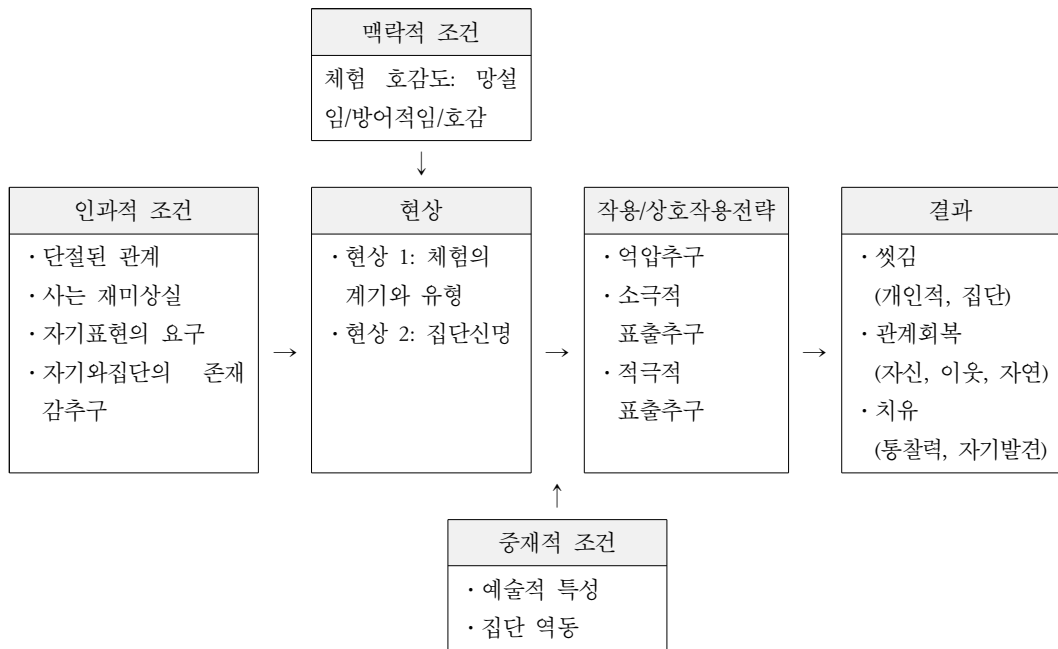 맥락적 조건
체험 호감도: 망설
임/방어적임/호감
↓
인과적 조건
· 단절된 관계
· 사는 재미상실
· 자기표현의 요구
· 자기와집단의 존재
감추구
→
현상
· 현상 1: 체험의
계기와 유형
· 현상 2: 집단신명
→
작용/상호작용전략
· 억압추구
· 소극적
표출추구
· 적극적
표출추구
→
결과
· 씻김
(개인적, 집단)
· 관계회복
(자신, 이웃, 자연)
· 치유
(통찰력, 자기발견)
↑
중재적 조건
· 예술적 특성
· 집단 역동